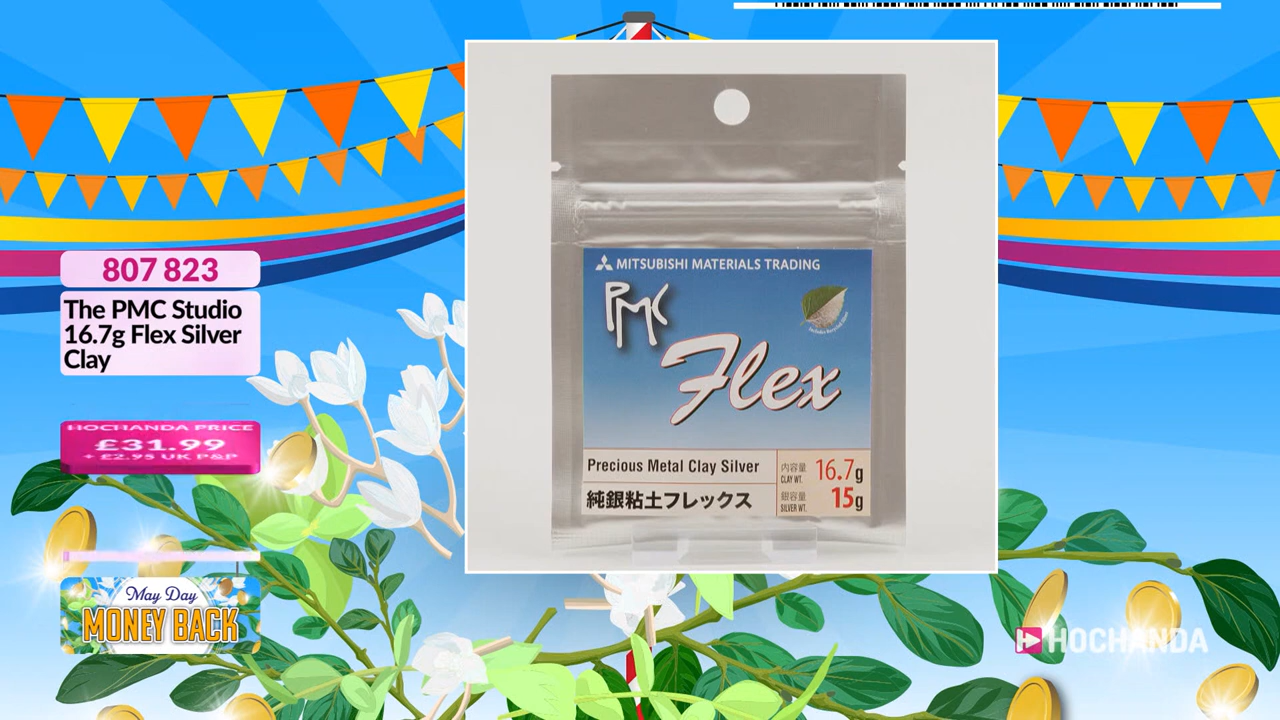 807 823
The PMC Studio
16.7g Flex Silver
Clay
HOCHANDA PRICE
£31.99
+ £2.95 UK P&P
May Day
MONEY BACK
MITSUBISHI MATERIALS TRADING
PMC
Flex
Precious Metal Clay Silver
純銀粘土フレックス
内容量
CLAY WT.
16.7g
銀容量
SILVER WT.
15g
HOCHANDA